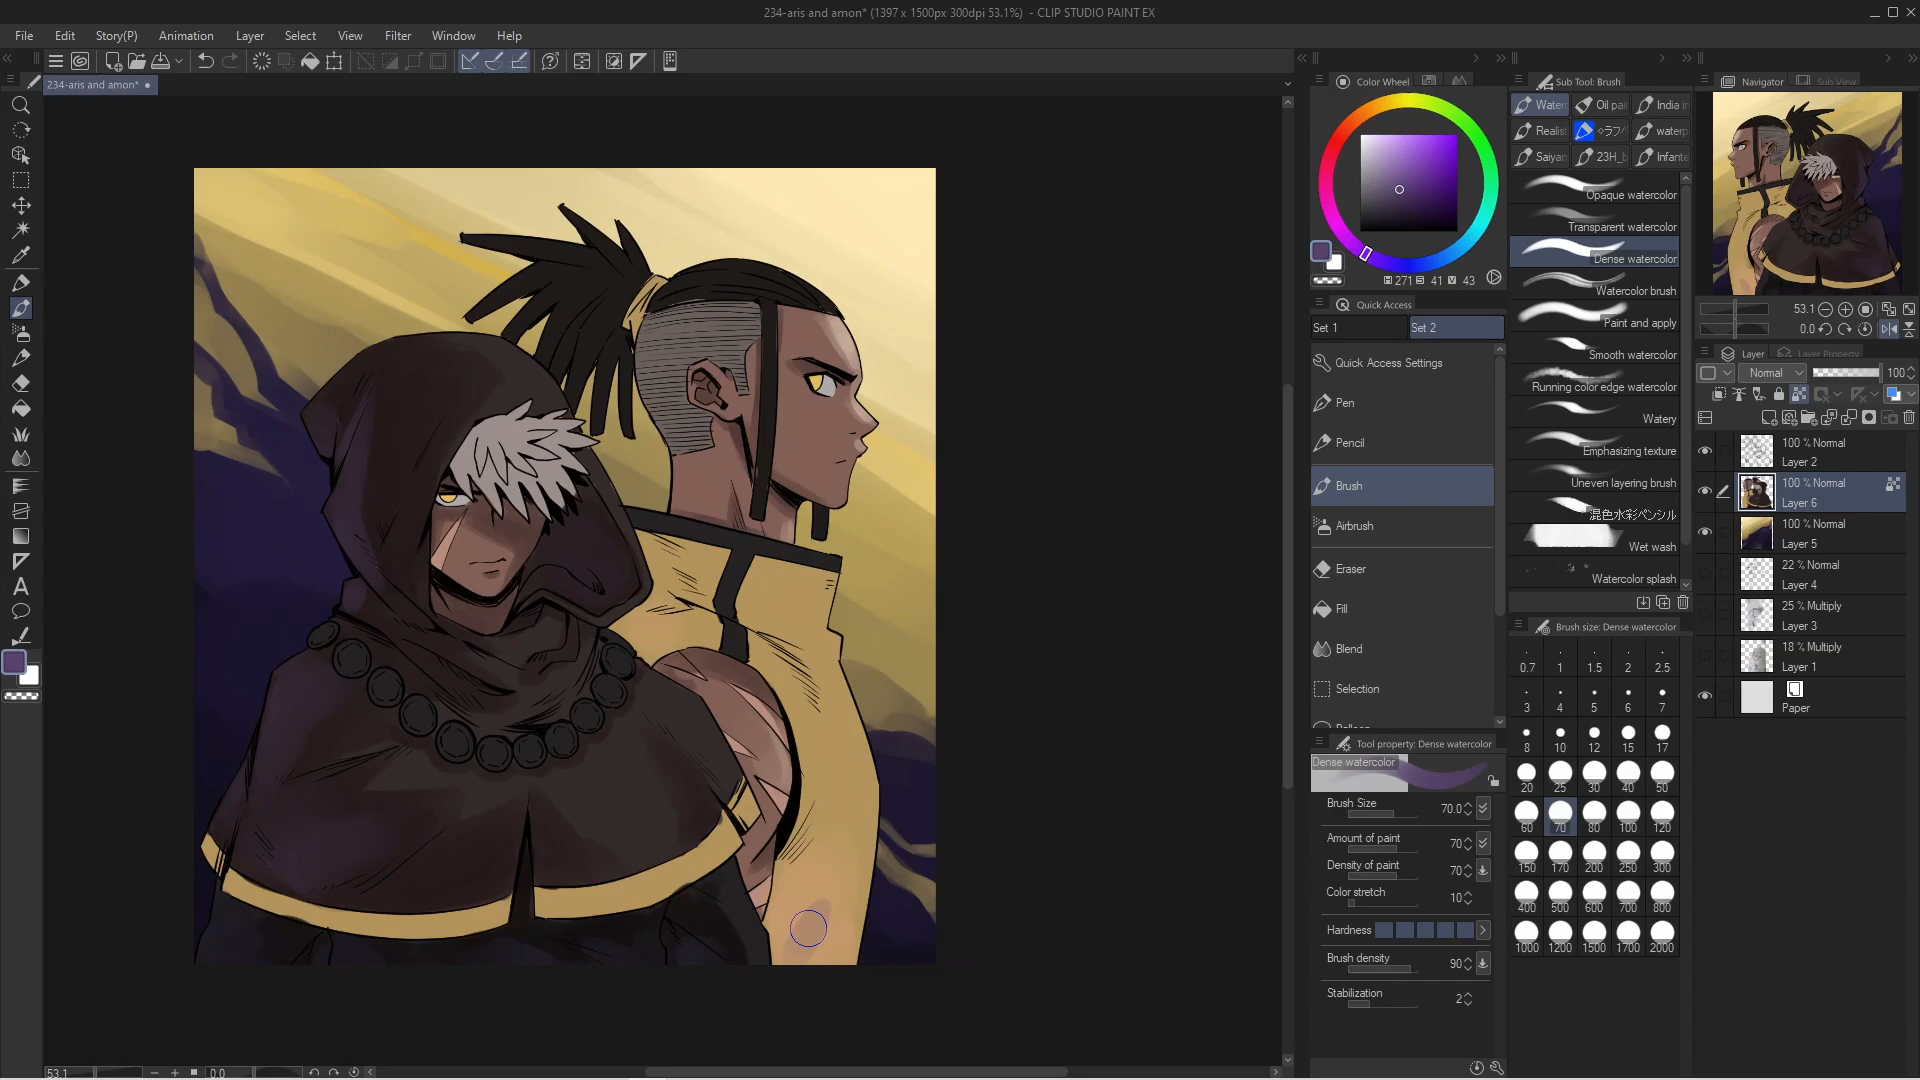 234-aris and amon* (1397 x 1500px 300dpi 53.1%) - CLIP STUDIO PAINT EX
File Edit Story(P) Animation Layer Select View Filter Window Help
234-aris and amon*
Color Wheel
271 41 43
Quick Access
Set 1 Set 2
Quick Access Settings
Pen
Pencil
Brush
Airbrush
Eraser
Fill
Blend
Selection
Tool property: Dense watercolor
Dense watercolor
Brush Size 70.0
Amount of paint 70
Density of paint 70
Color stretch 10
Hardness
Brush density 90
Stabilization 2
Sub Tool: Brush
Opaque watercolor
Transparent watercolor
Dense watercolor
Watercolor brush
Paint and apply
Smooth watercolor
Running color edge watercolor
Watery
Emphasizing texture
Uneven layering brush
混色水彩ペンシル
Wet wash
Watercolor splash
Brush size: Dense watercolor
0.7 1 1.5 2 2.5
3 4 5 6 7
8 10 12 15 17
20 25 30 40 50
60 70 80 100 120
150 170 200 250 300
400 500 600 700 800
1000 1200 1500 1700 2000
Navigator Sub View
53.1
0.0
Layer Layer Property
Normal 100
100 % Normal
Layer 2
100 % Normal
Layer 6
100 % Normal
Layer 5
22 % Normal
Layer 4
25 % Multiply
Layer 3
18 % Multiply
Layer 1
Paper
53.1 0.0